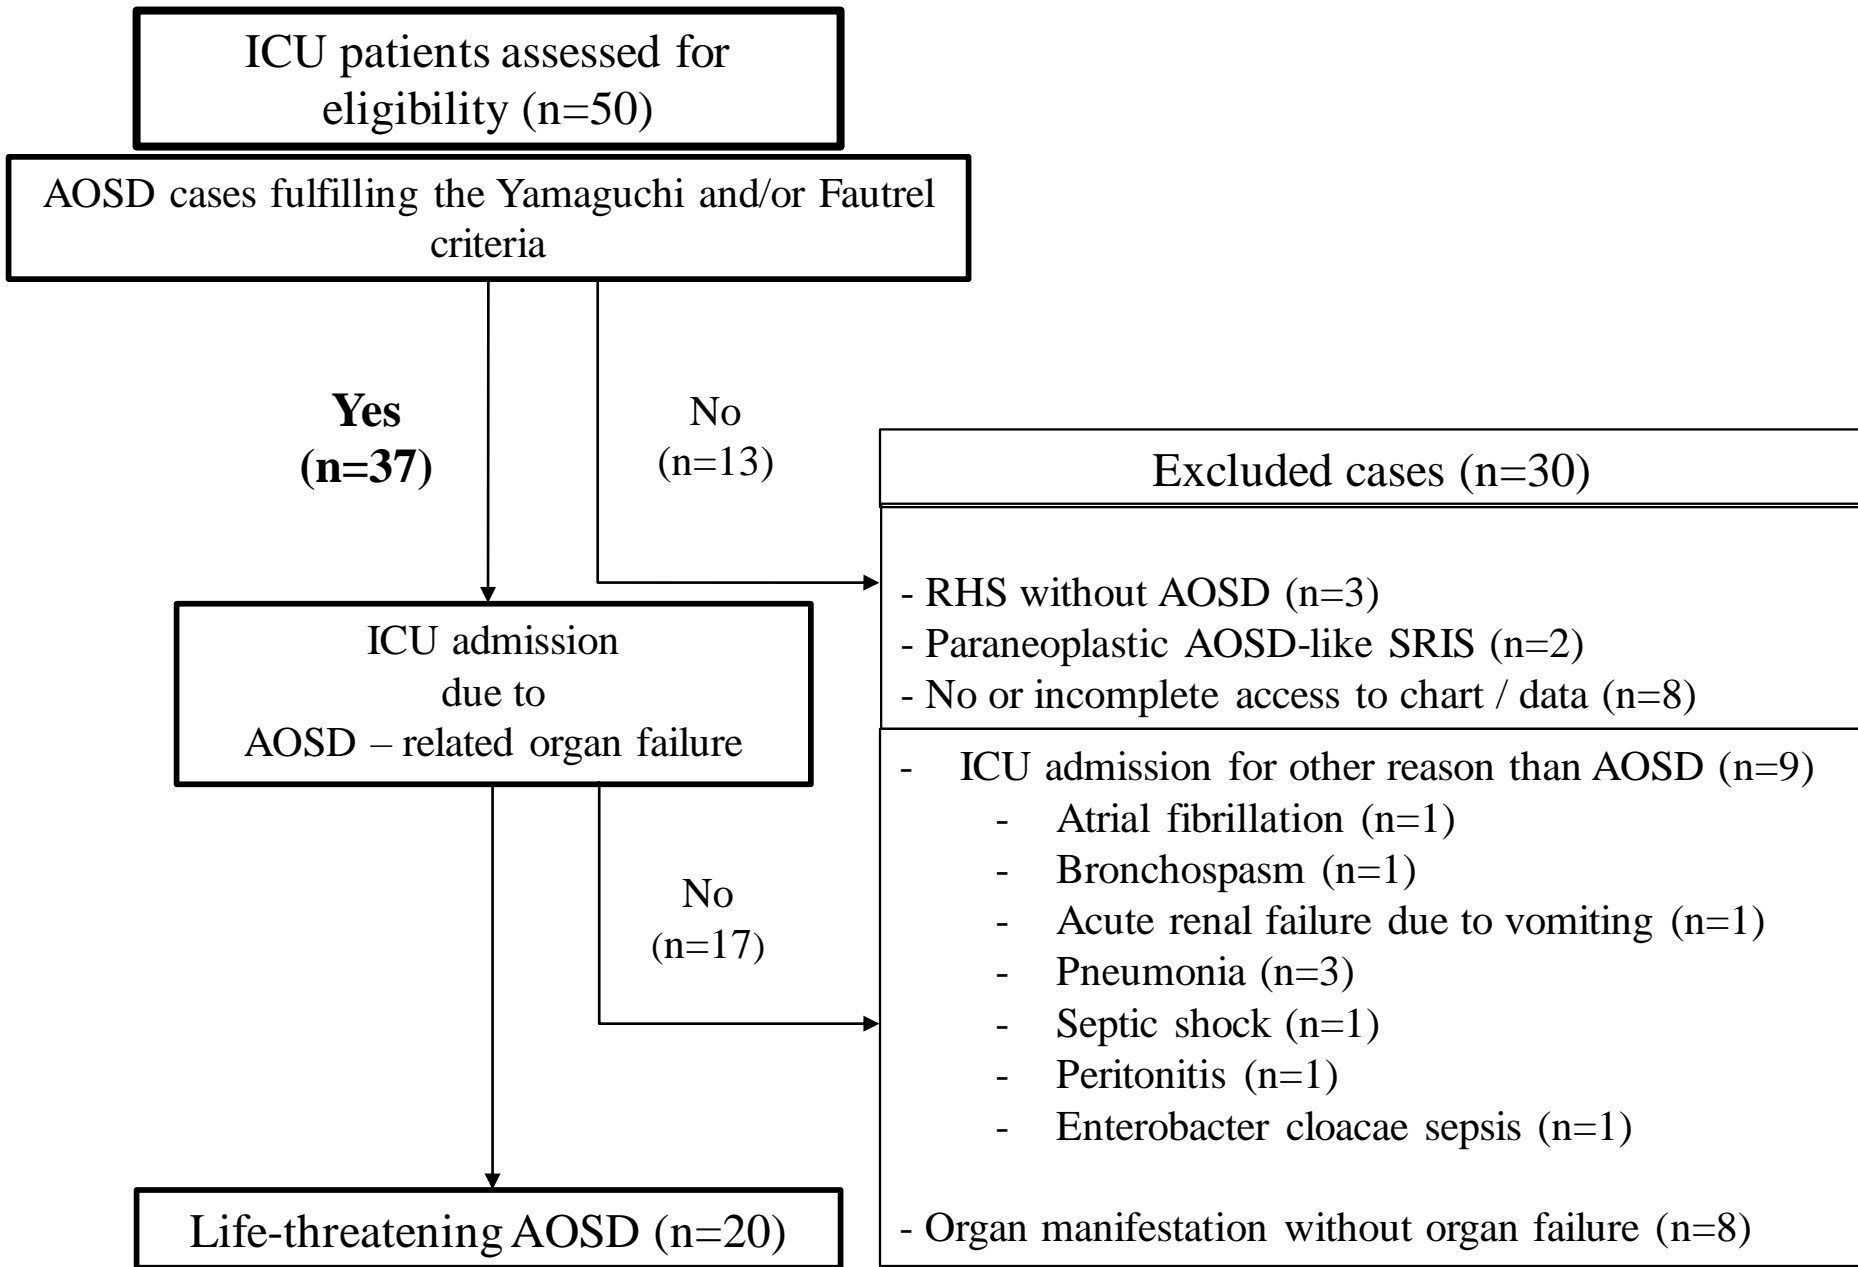 ICU patients assessed for
eligibility (n=50)
AOSD cases fulfilling the Yamaguchi and/or Fautrel
criteria
Yes
(n=37)
No
(n=13)
Excluded cases (n=30)
- RHS without AOSD (n=3)
- Paraneoplastic AOSD-like SRIS (n=2)
- No or incomplete access to chart / data (n=8)
ICU admission
due to
AOSD – related organ failure
No
(n=17)
- ICU admission for other reason than AOSD (n=9)
- Atrial fibrillation (n=1)
- Bronchospasm (n=1)
- Acute renal failure due to vomiting (n=1)
- Pneumonia (n=3)
- Septic shock (n=1)
- Peritonitis (n=1)
- Enterobacter cloacae sepsis (n=1)
- Organ manifestation without organ failure (n=8)
Life-threatening AOSD (n=20)